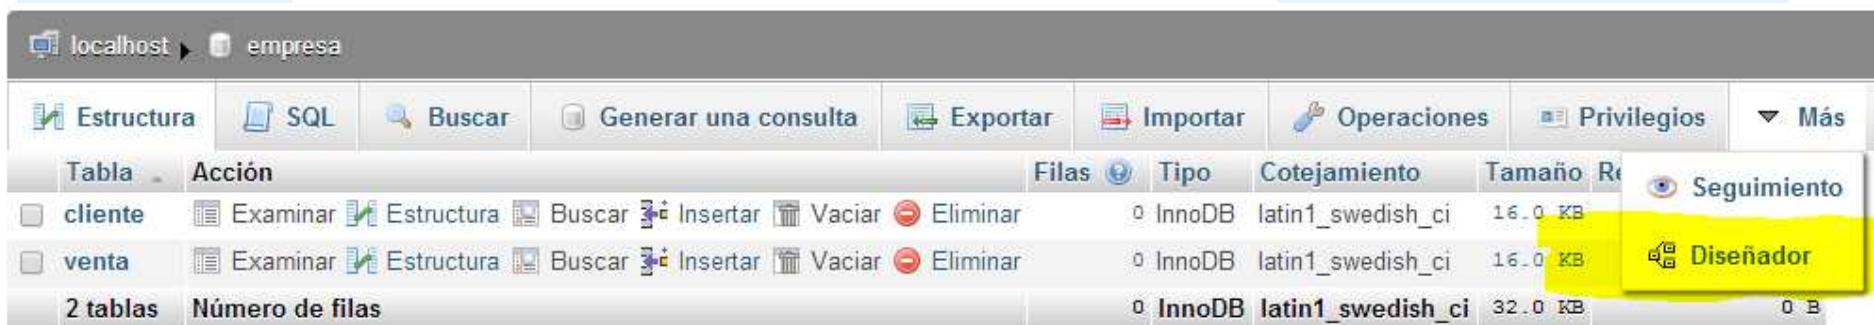 localhost ▸ empresa
Estructura SQL Buscar Generar una consulta Exportar Importar Operaciones Privilegios Más
Tabla Acción Filas Tipo Cotejamiento Tamaño
Seguimiento
cliente Examinar Estructura Buscar Insertar Vaciar Eliminar 0 InnoDB latin1_swedish_ci 16.0 KB
Diseñador
venta Examinar Estructura Buscar Insertar Vaciar Eliminar 0 InnoDB latin1_swedish_ci 16.0 KB
2 tablas Número de filas 0 InnoDB latin1_swedish_ci 32.0 KB 0 B